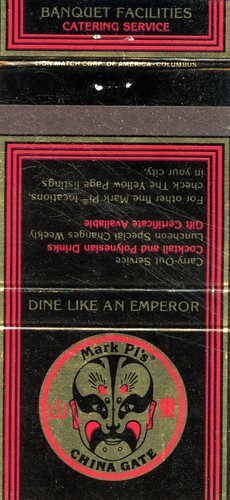 BANQUET FACILITIES
CATERING SERVICE
LION MATCH CORP. OF AMERICA, COLUMBUS
Carry-Out Service
Cocktail and Polynesian Drinks
Luncheon Special Changes Weekly
Gift Certificate Available
For other fine Mark Pi's® locations,
check The Yellow Page listings
in your city.
DINE LIKE AN EMPEROR
Mark Pi's®
山
CHINA GATE